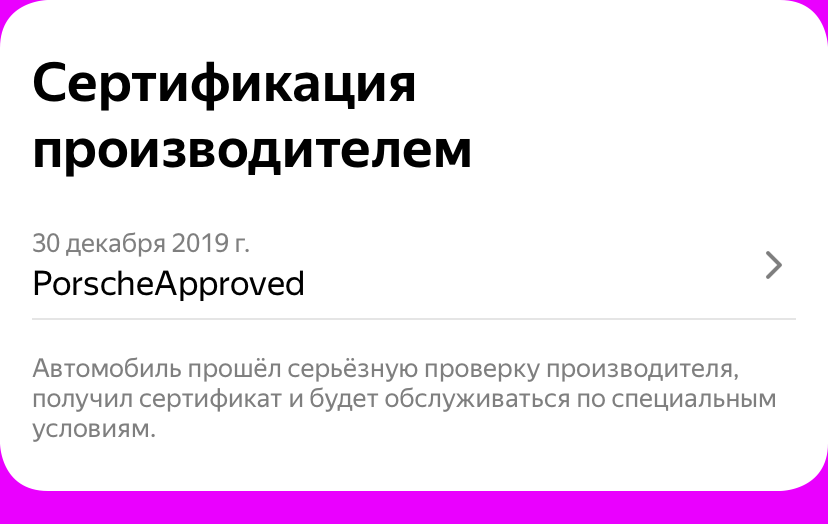 Сертификация
производителем
30 декабря 2019 г.
PorscheApproved
Автомобиль прошёл серьёзную проверку производителя,
получил сертификат и будет обслуживаться по специальным
условиям.